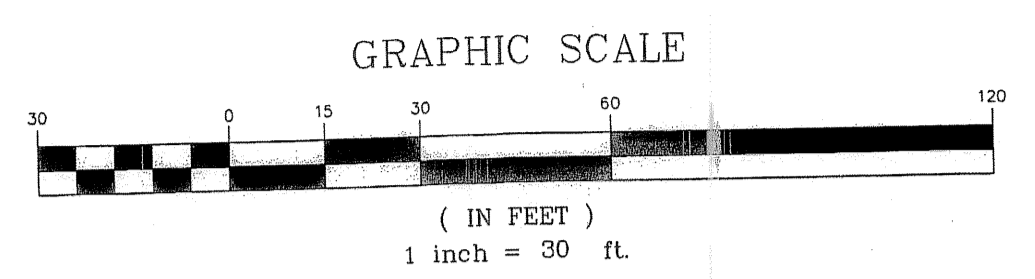 GRAPHIC SCALE
30 0 15 30 60 120
( IN FEET )
1 inch = 30 ft.